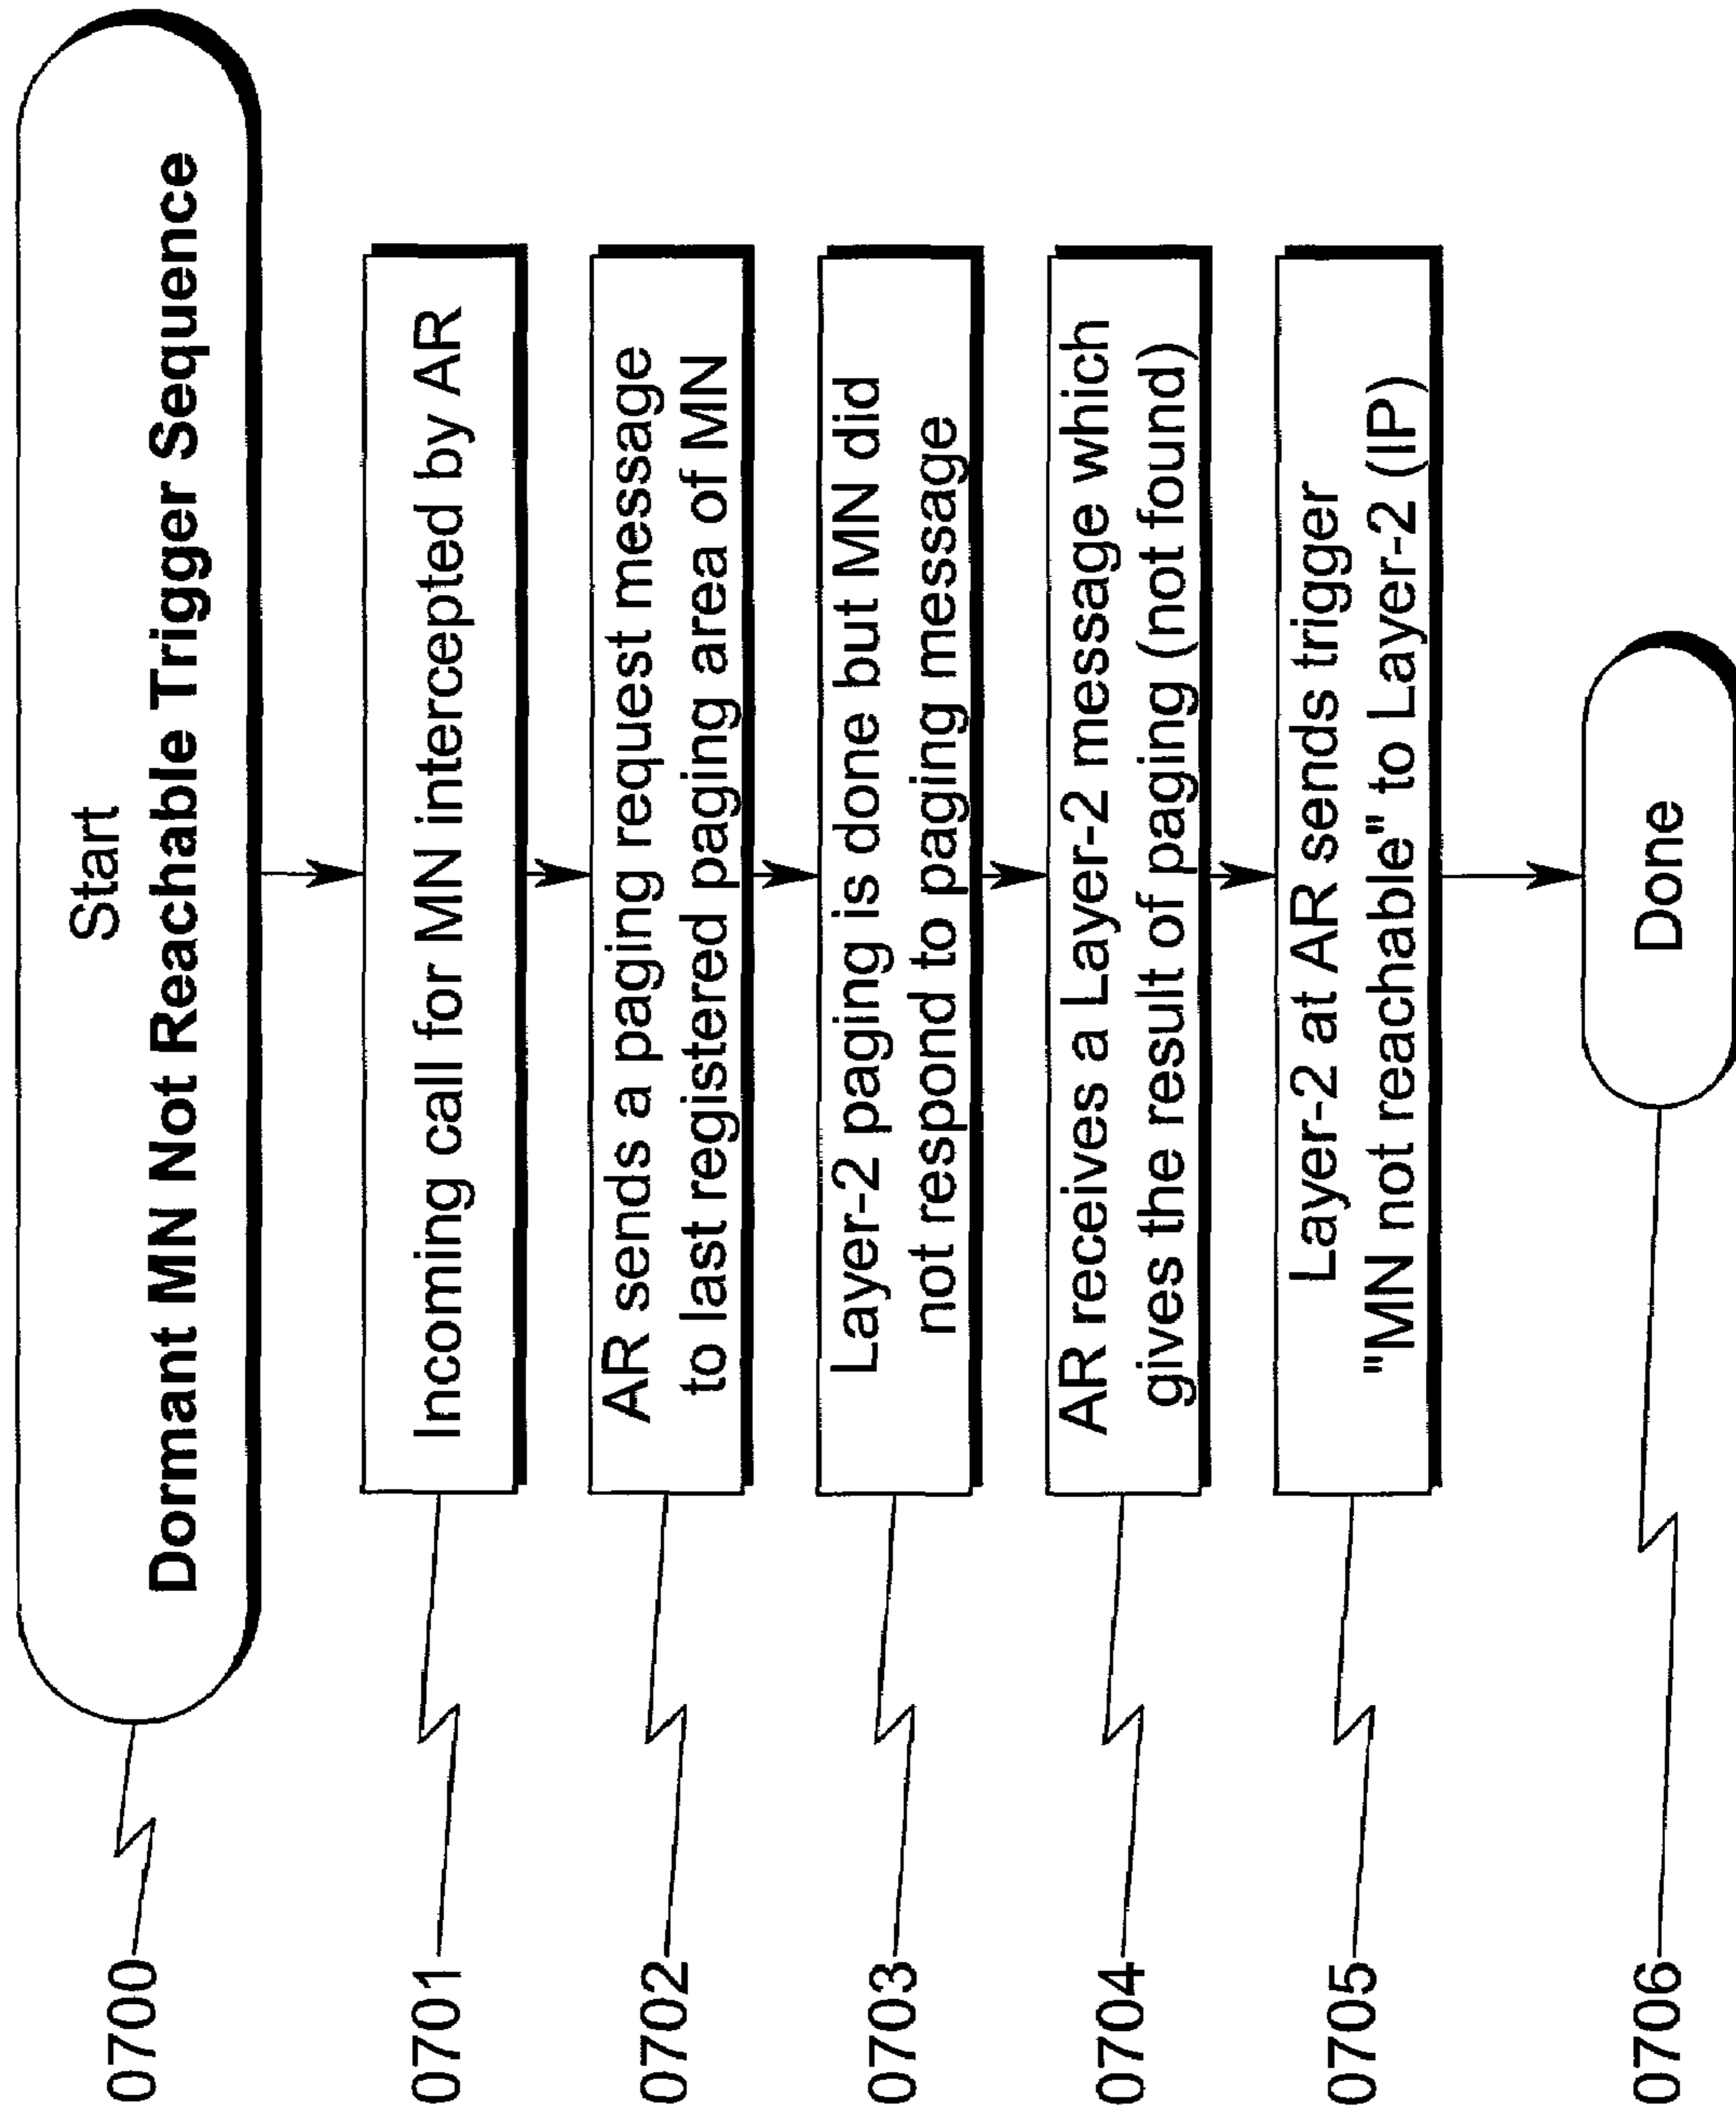 0700
Start
Dormant MN Not Reachable Trigger Sequence
0701
Incoming call for MN intercepted by AR
0702
AR sends a paging request message
to last registered paging area of MN
0703
Layer-2 paging is done but MN did
not respond to paging message
0704
AR receives a Layer-2 message which
gives the result of paging (not found)
0705
Layer-2 at AR sends trigger
"MN not reachable" to Layer-2 (IP)
0706
Done